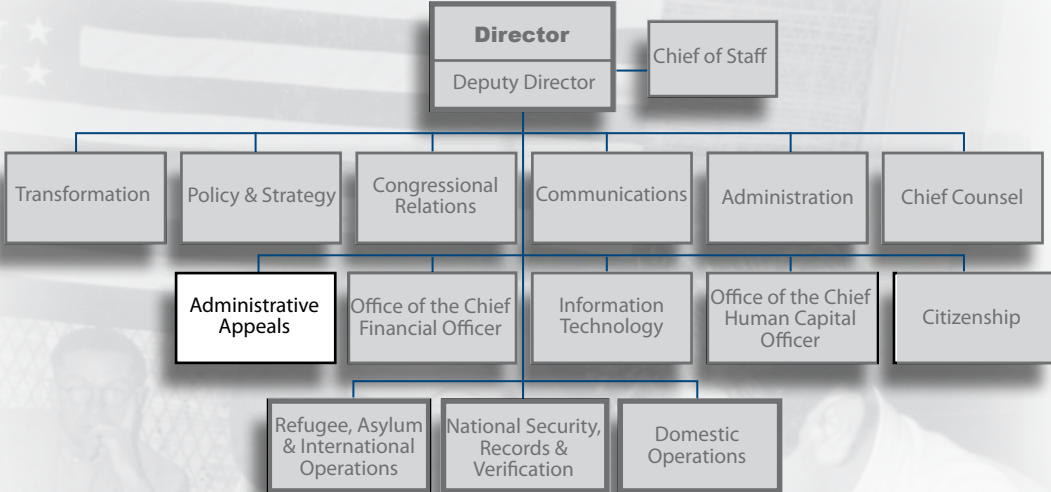 Director
Deputy Director
Chief of Staff
Transformation
Policy & Strategy
Congressional
Relations
Communications
Administration
Chief Counsel
Administrative
Appeals
Office of the Chief
Financial Officer
Information
Technology
Office of the Chief
Human Capital
Officer
Citizenship
Refugee, Asylum
& International
Operations
National Security,
Records &
Verification
Domestic
Operations